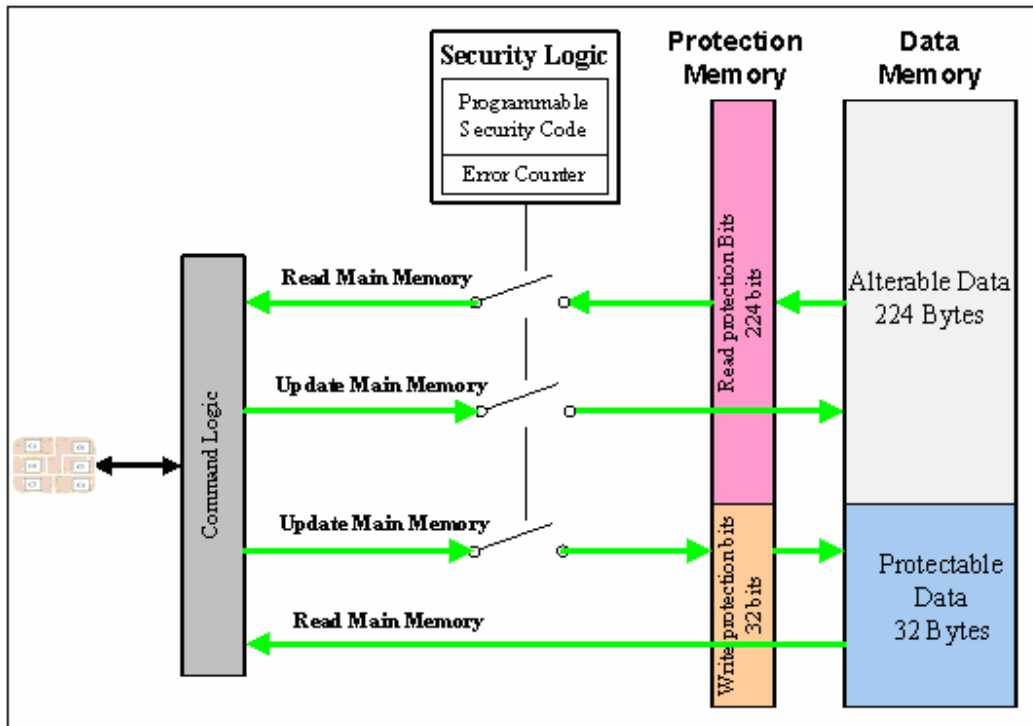 Security Logic
Programmable
Security Code
Error Counter
Protection
Memory
Data
Memory
Read Main Memory
Update Main Memory
Update Main Memory
Read Main Memory
Command Logic
Read protection Bits
224 bits
Write protection bits
32 bits
Alterable Data
224 Bytes
Protectable
Data
32 Bytes